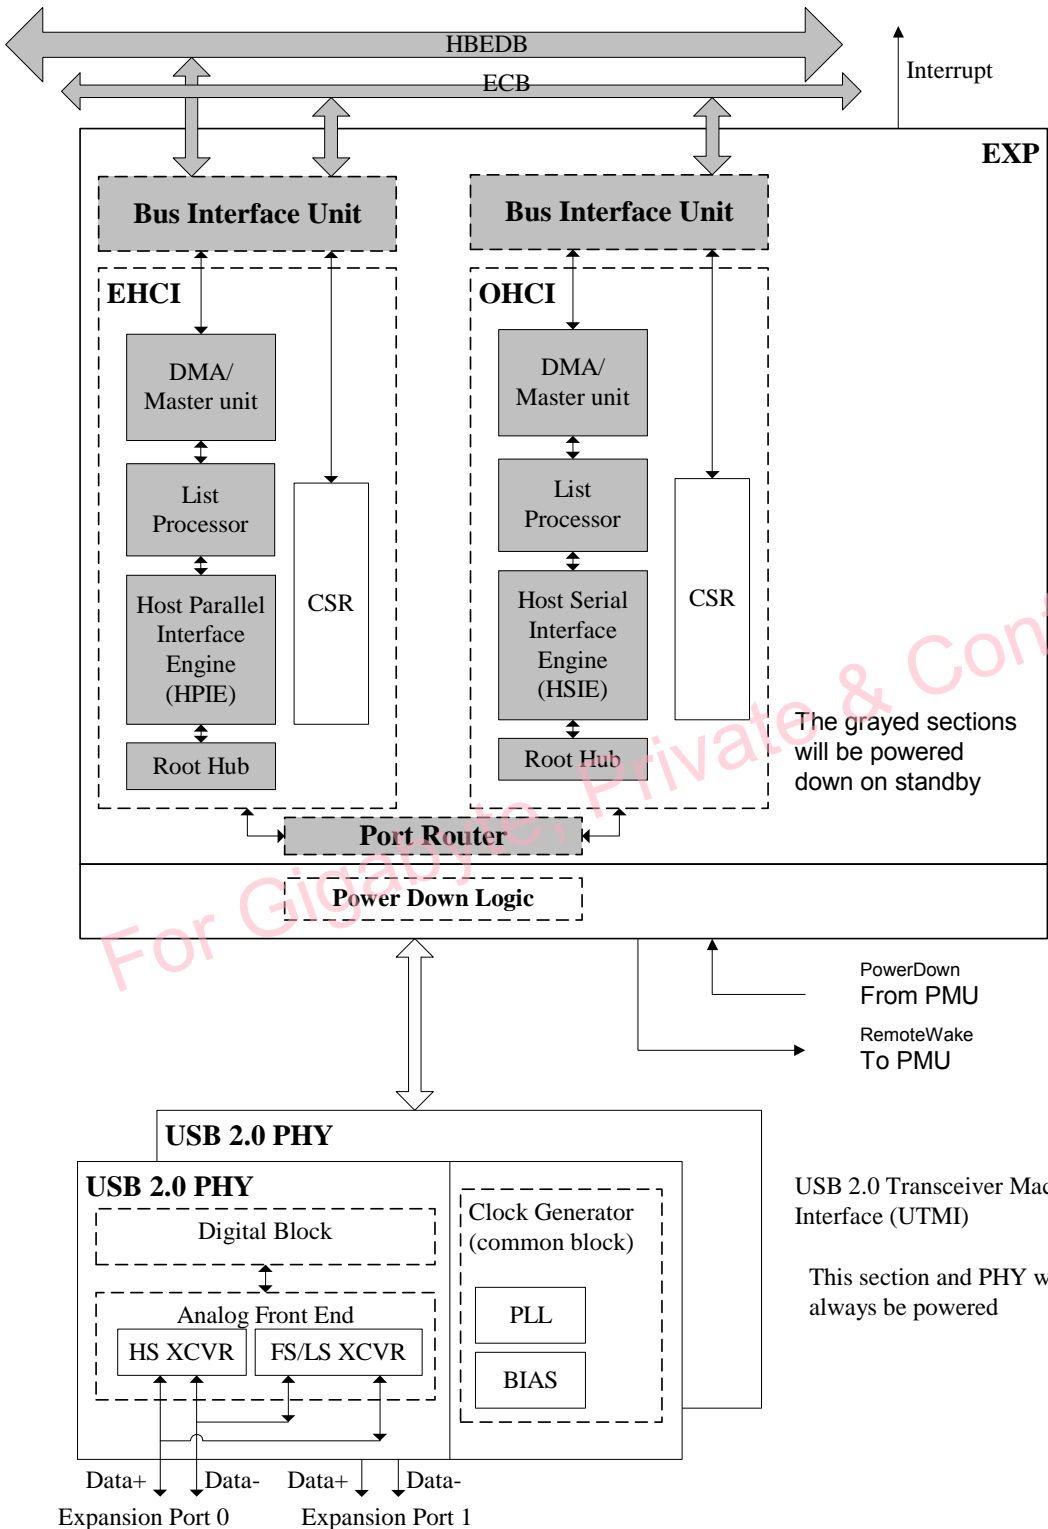 HBEDB
Interrupt
ECB
EXP
Bus Interface Unit
Bus Interface Unit
EHCI
OHCI
DMA/
Master unit
DMA/
Master unit
List
Processor
List
Processor
CSR
CSR
Host Parallel
Interface
Engine
(HPIE)
Host Serial
Interface
Engine
(HSIE)
The grayed sections
will be powered
down on standby
Root Hub
Root Hub
Port Router
Power Down Logic
For Gigabyte, Private & Conf
PowerDown
From PMU
RemoteWake
To PMU
USB 2.0 PHY
USB 2.0 PHY
Digital Block
Clock Generator
(common block)
USB 2.0 Transceiver Mac
Interface (UTMI)
This section and PHY w
always be powered
Analog Front End
HS XCVR
FS/LS XCVR
PLL
BIAS
Data+
Data-
Data+
Data-
Expansion Port 0
Expansion Port 1